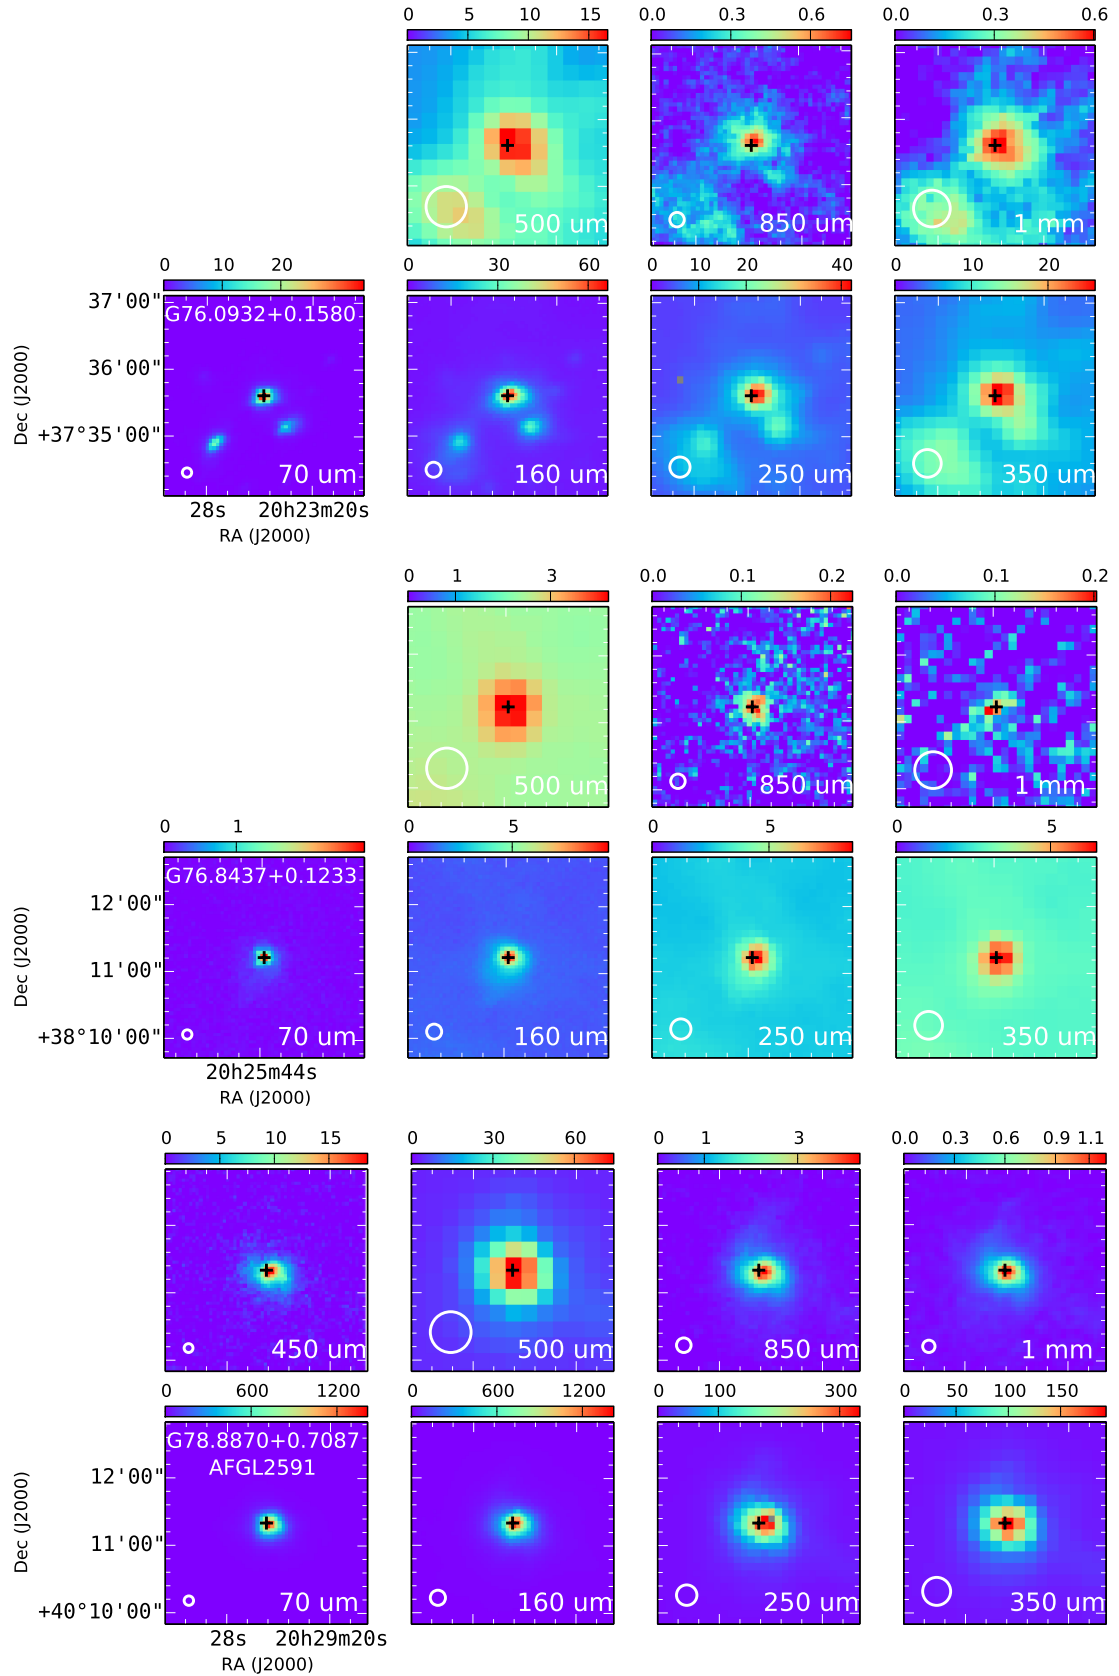 0 5 10 15
0.0 0.3 0.6
0.0 0.3 0.6
500 um
850 um
1 mm
0 10 20
0 30 60
0 10 20 30 40
0 10 20
37'00"
36'00"
+37°35'00"
Dec (J2000)
G76.0932+0.1580
70 um
160 um
250 um
350 um
28s 20h23m20s
RA (J2000)
0 1 3
0.0 0.1 0.2
0.0 0.1 0.2
500 um
850 um
1 mm
0 1
0 5
0 5
0 5
12'00"
11'00"
+38°10'00"
Dec (J2000)
G76.8437+0.1233
70 um
160 um
250 um
350 um
20h25m44s
RA (J2000)
0 5 10 15
0 30 60
0 1 3
0.0 0.3 0.6 0.9 1.1
450 um
500 um
850 um
1 mm
0 600 1200
0 600 1200
0 100 300
0 50 100 150
12'00"
11'00"
+40°10'00"
Dec (J2000)
G78.8870+0.7087
AFGL2591
70 um
160 um
250 um
350 um
28s 20h29m20s
RA (J2000)